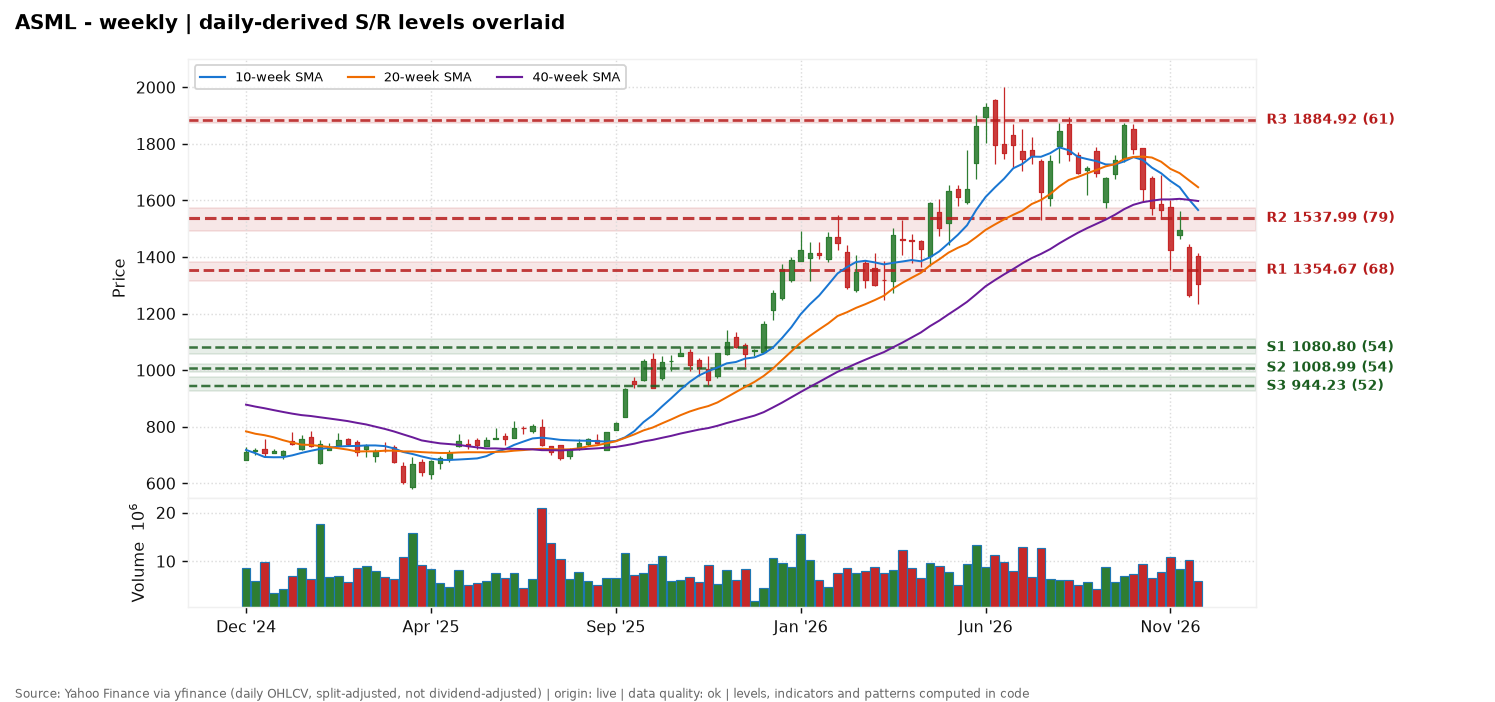 ASML - weekly | daily-derived S/R levels overlaid
10-week SMA 20-week SMA 40-week SMA
Price
2000
1800
1600
1400
1200
1000
800
600
R3 1884.92 (61)
R2 1537.99 (79)
R1 1354.67 (68)
S1 1080.80 (54)
S2 1008.99 (54)
S3 944.23 (52)
Volume 10⁶
20
10
Dec '24 Apr '25 Sep '25 Jan '26 Jun '26 Nov '26
Source: Yahoo Finance via yfinance (daily OHLCV, split-adjusted, not dividend-adjusted) | origin: live | data quality: ok | levels, indicators and patterns computed in code